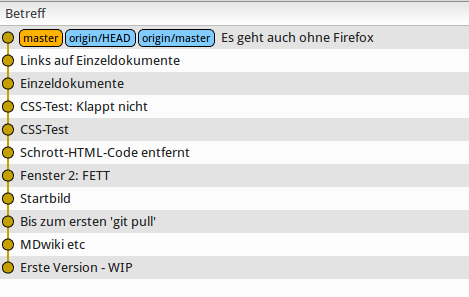 Betreff
master origin/HEAD origin/master Es geht auch ohne Firefox
Links auf Einzeldokumente
Einzeldokumente
CSS-Test: Klappt nicht
CSS-Test
Schrott-HTML-Code entfernt
Fenster 2: FETT
Startbild
Bis zum ersten 'git pull'
MDwiki etc
Erste Version - WIP